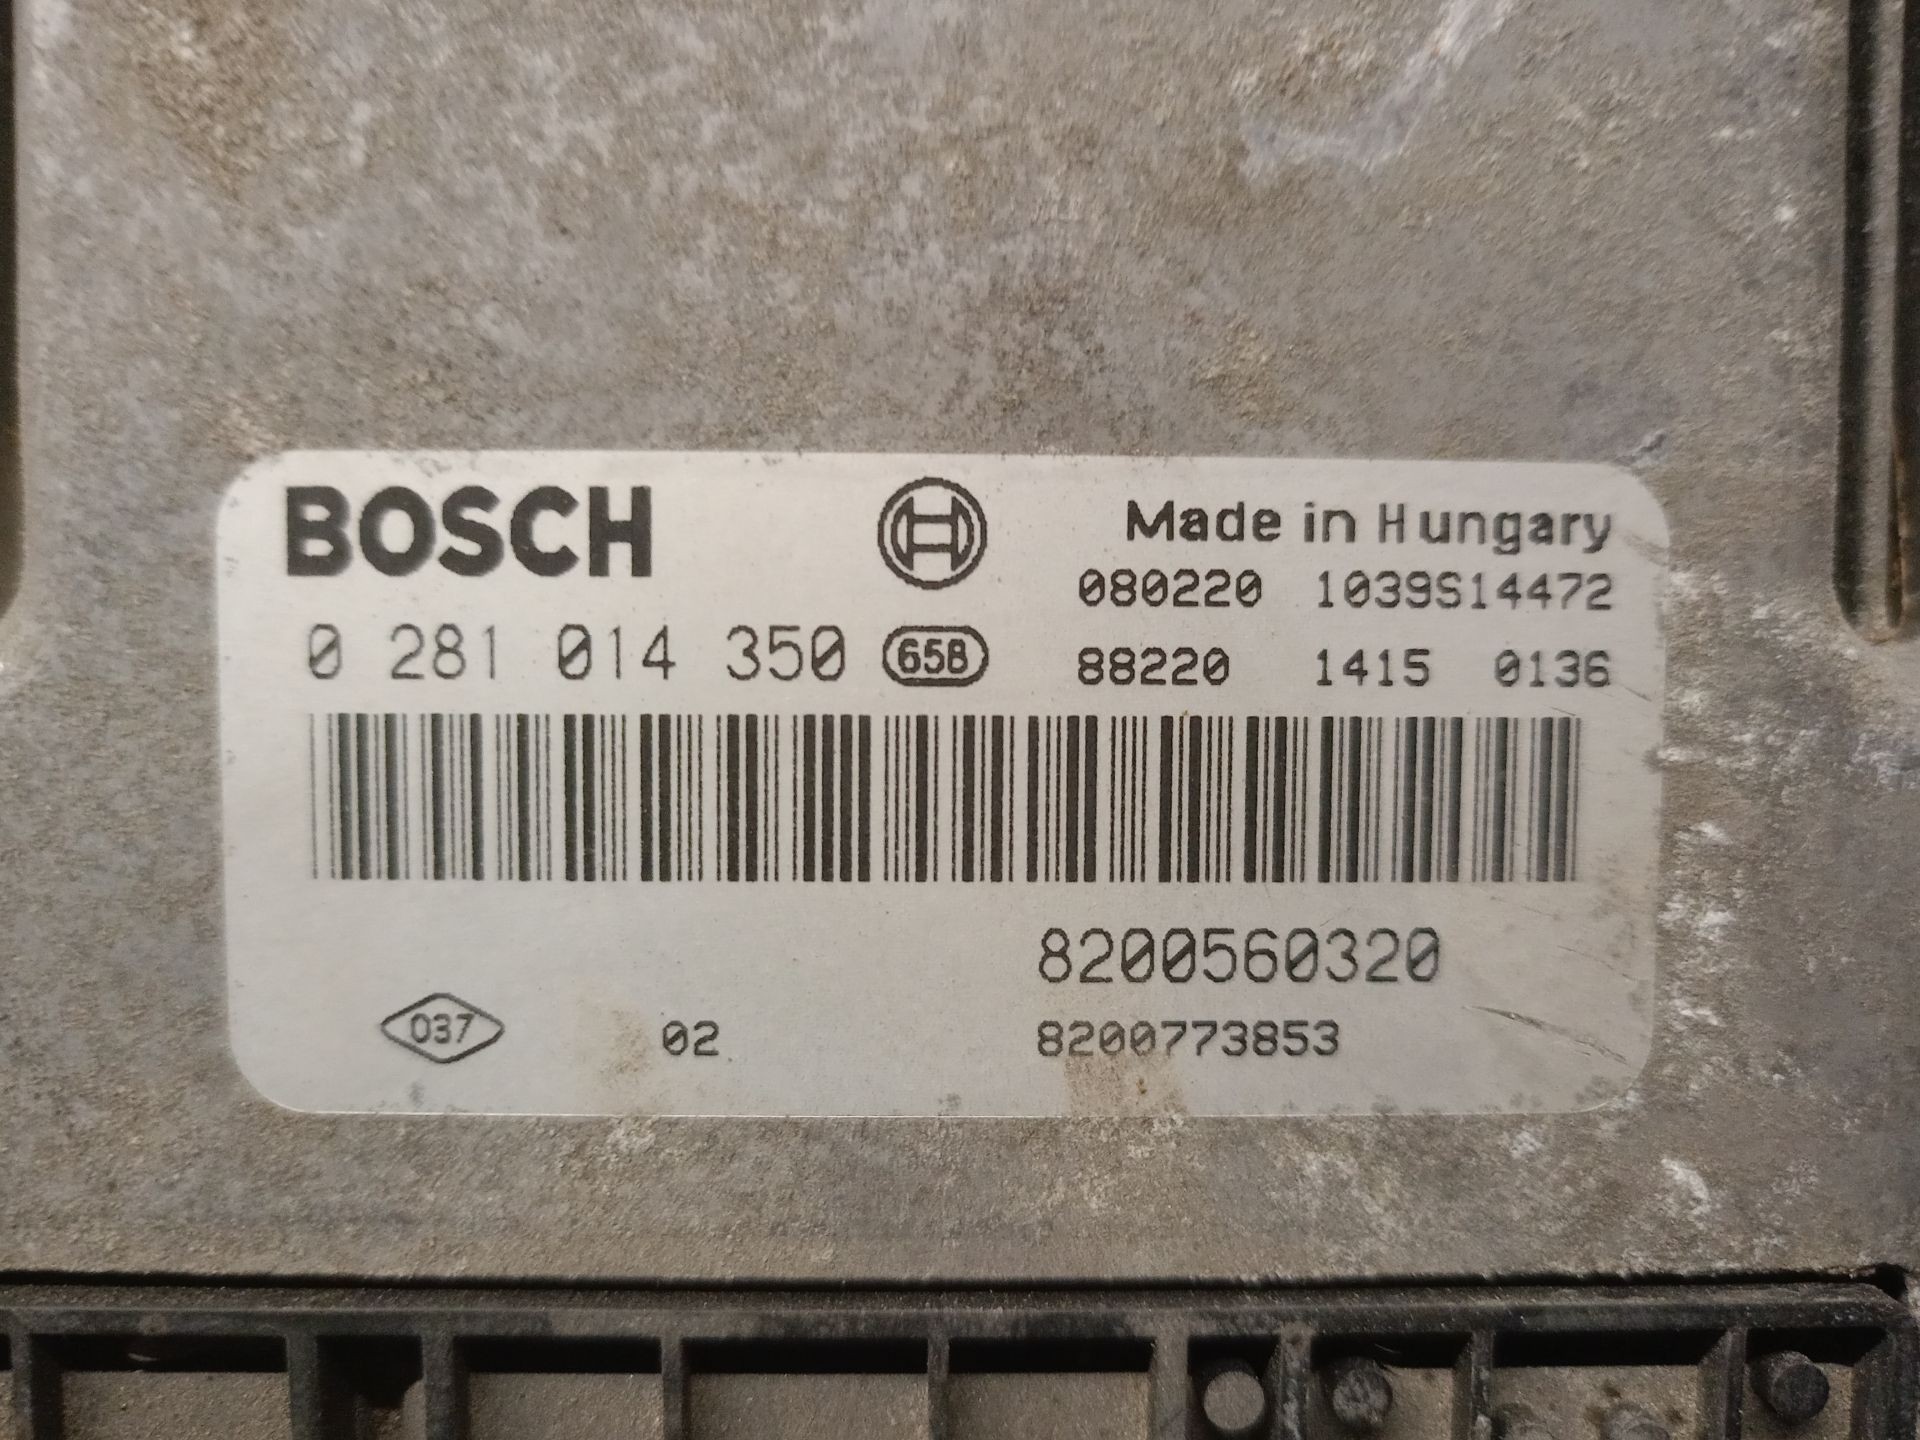 BOSCH
Made in Hungary
080220 1039S14472
0 281 014 350 658 88220 1415 0136
8200560320
037 02 8200773853